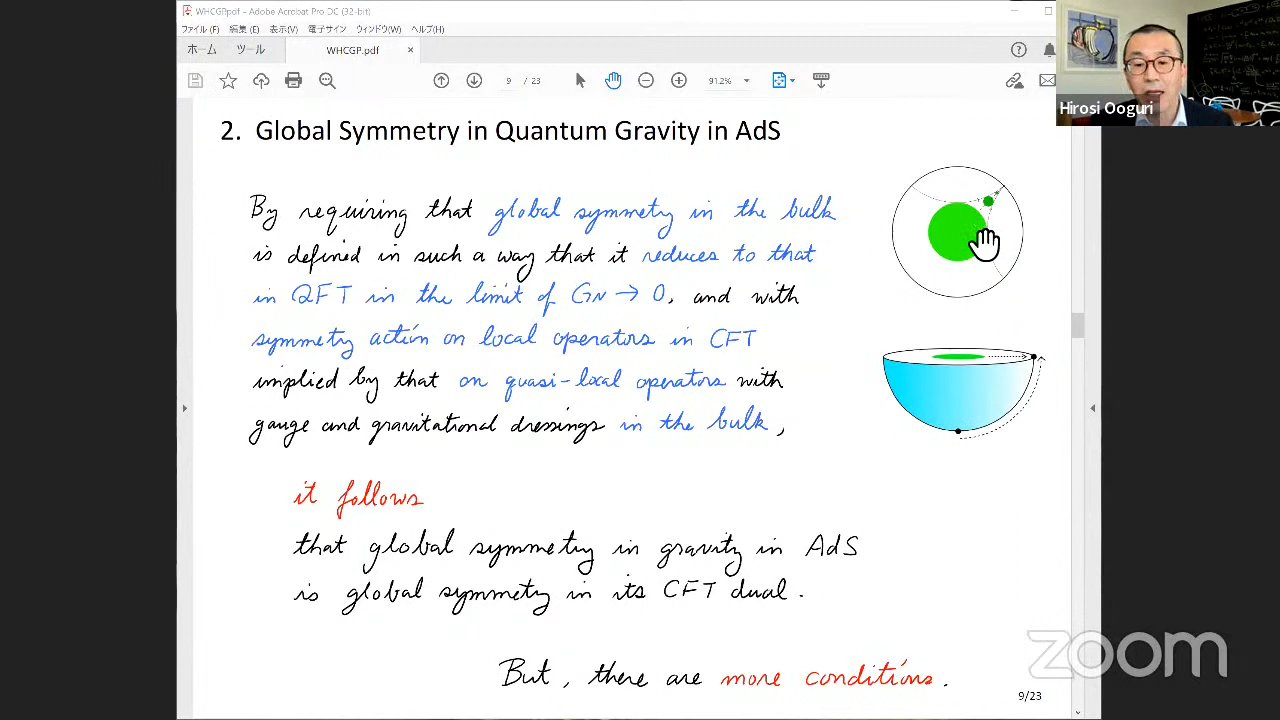 WHCGP.pdf - Adobe Acrobat Pro DC (32-bit)
ファイル(F) 編集(E) 表示(V) 電子サイン ウィンドウ(W) ヘルプ(H)
ホーム ツール WHCGP.pdf ×
9 / 23 91.2%
Hirosi Ooguri
2. Global Symmetry in Quantum Gravity in AdS
By requiring that global symmetry in the bulk
is defined in such a way that it reduces to that
in QFT in the limit of GN → 0, and with
symmetry action on local operators in CFT
implied by that on quasi-local operators with
gauge and gravitational dressings in the bulk,
it follows
that global symmetry in gravity in AdS
is global symmetry in its CFT dual.
But, there are more conditions.
zoom
9/23